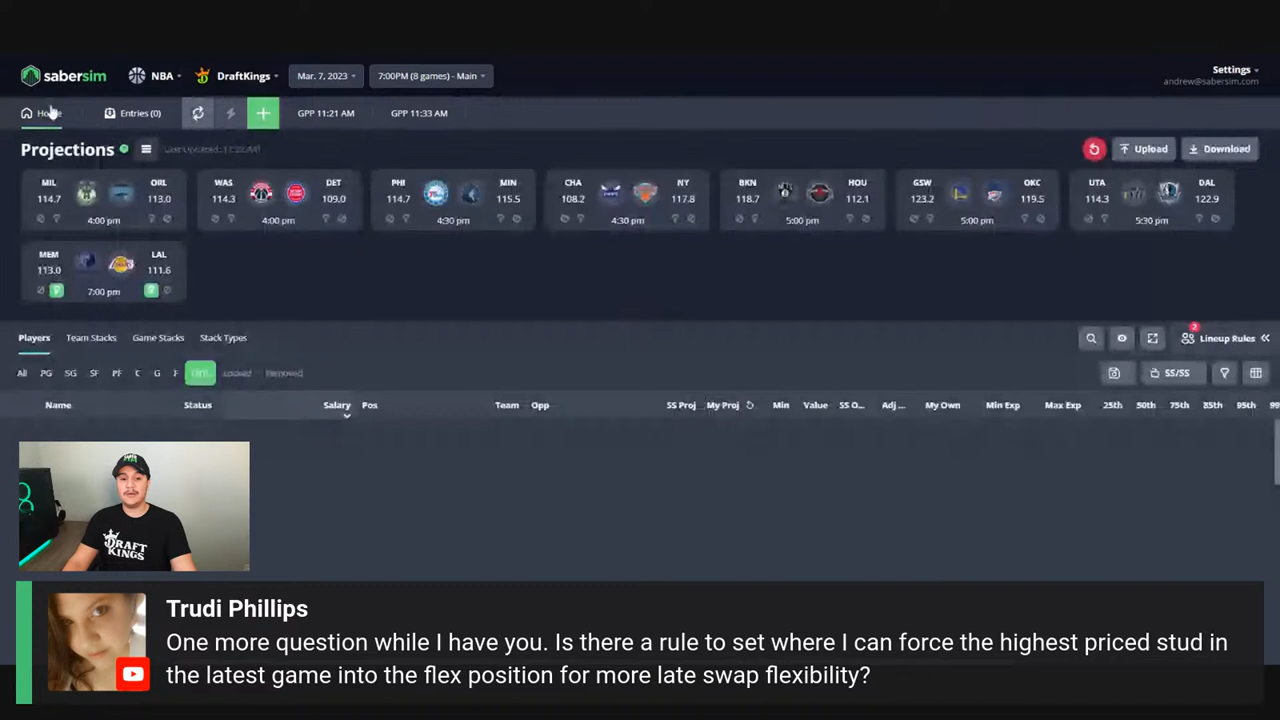 sabersim NBA DraftKings Mar. 7, 2023 7:00PM (8 games) - Main Settings
andrew@sabersim.com
Home Entries (0) GPP 11:21 AM GPP 11:33 AM
Projections Last Updated: Upload Download
MIL ORL WAS DET PHI MIN CHA NY BKN HOU GSW OKC UTA DAL
114.7 113.0 114.3 109.0 114.7 115.5 108.2 117.8 118.7 112.1 123.2 119.5 114.3 122.9
4:00 pm 4:00 pm 4:30 pm 4:30 pm 5:00 pm 5:00 pm 5:30 pm
MEM LAL
113.0 111.6
7:00 pm
Players Team Stacks Game Stacks Stack Types 2 Lineup Rules
All PG SG SF PF C G F Util Locked Removed SS/SS
Name Status Salary Pos Team Opp SS Proj My Proj Min Value SS O... Adj ... My Own Min Exp Max Exp 25th 50th 75th 85th 95th 99
DRAFT
KINGS
Trudi Phillips
One more question while I have you. Is there a rule to set where I can force the highest priced stud in
the latest game into the flex position for more late swap flexibility?